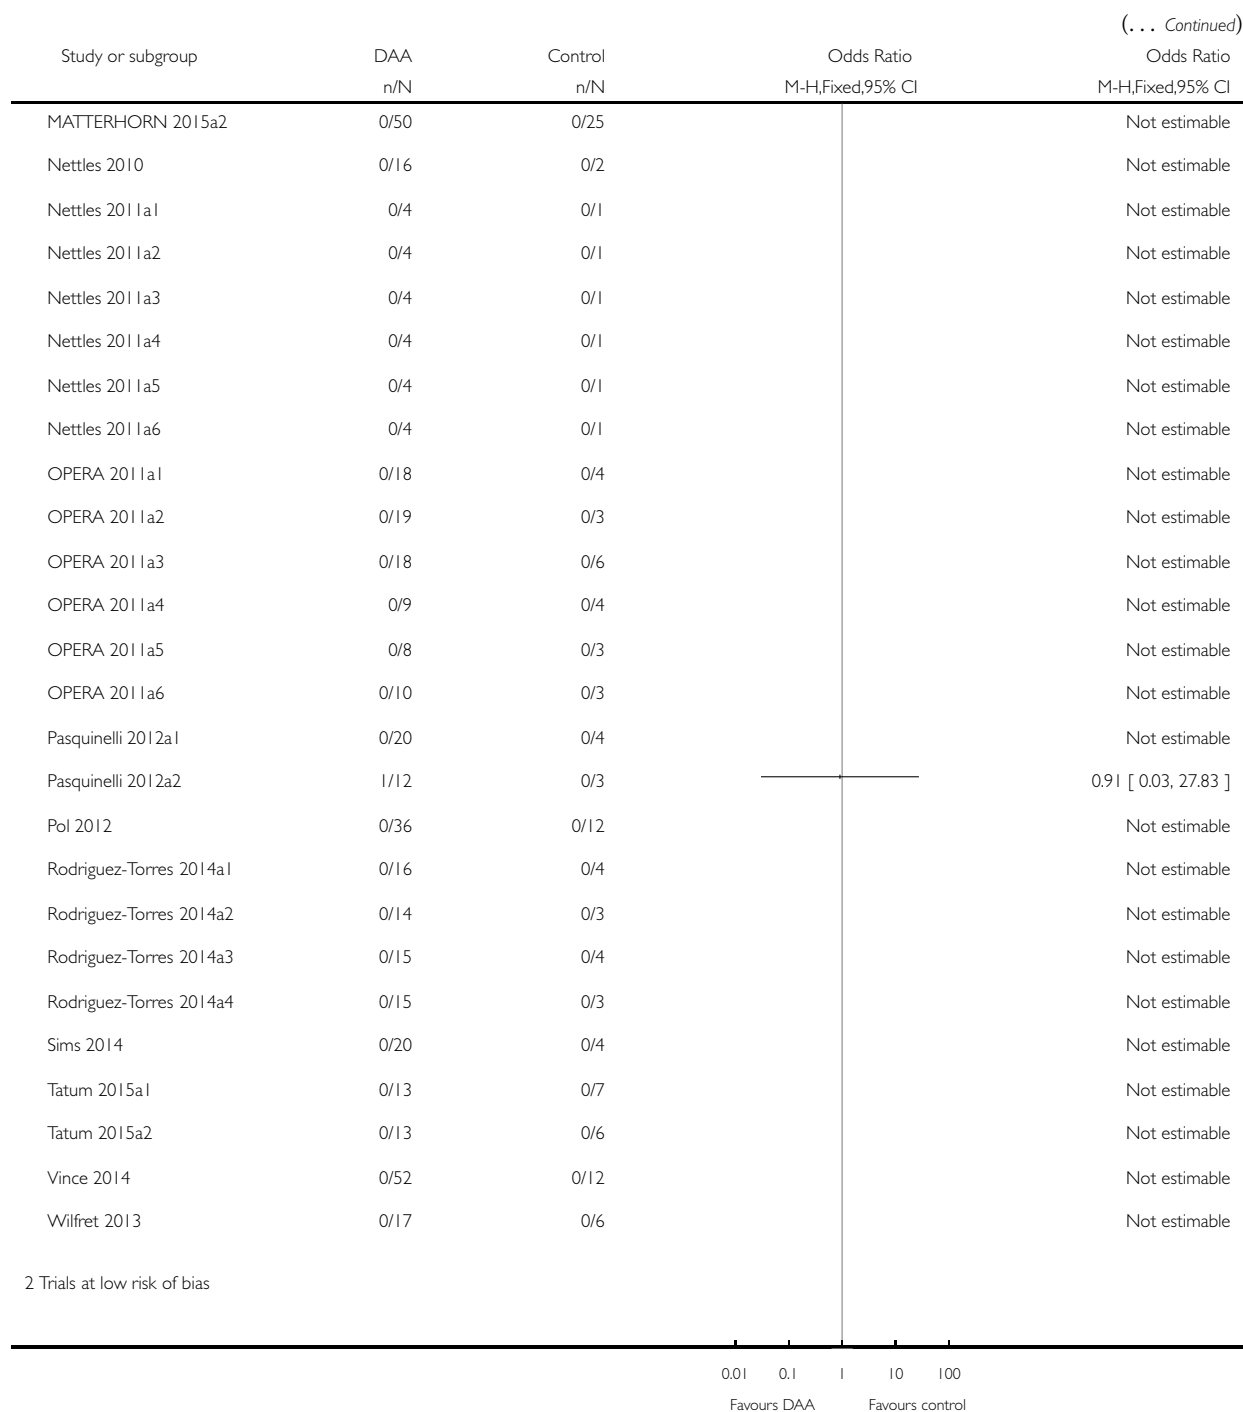 (... Continued)
Study or subgroup DAA Control Odds Ratio Odds Ratio
n/N n/N M-H,Fixed,95% CI M-H,Fixed,95% CI
MATTERHORN 2015a2 0/50 0/25 Not estimable
Nettles 2010 0/16 0/2 Not estimable
Nettles 2011a1 0/4 0/1 Not estimable
Nettles 2011a2 0/4 0/1 Not estimable
Nettles 2011a3 0/4 0/1 Not estimable
Nettles 2011a4 0/4 0/1 Not estimable
Nettles 2011a5 0/4 0/1 Not estimable
Nettles 2011a6 0/4 0/1 Not estimable
OPERA 2011a1 0/18 0/4 Not estimable
OPERA 2011a2 0/19 0/3 Not estimable
OPERA 2011a3 0/18 0/6 Not estimable
OPERA 2011a4 0/9 0/4 Not estimable
OPERA 2011a5 0/8 0/3 Not estimable
OPERA 2011a6 0/10 0/3 Not estimable
Pasquinelli 2012a1 0/20 0/4 Not estimable
Pasquinelli 2012a2 1/12 0/3 0.91 [ 0.03, 27.83 ]
Pol 2012 0/36 0/12 Not estimable
Rodriguez-Torres 2014a1 0/16 0/4 Not estimable
Rodriguez-Torres 2014a2 0/14 0/3 Not estimable
Rodriguez-Torres 2014a3 0/15 0/4 Not estimable
Rodriguez-Torres 2014a4 0/15 0/3 Not estimable
Sims 2014 0/20 0/4 Not estimable
Tatum 2015a1 0/13 0/7 Not estimable
Tatum 2015a2 0/13 0/6 Not estimable
Vince 2014 0/52 0/12 Not estimable
Wilfret 2013 0/17 0/6 Not estimable
2 Trials at low risk of bias
0.01 0.1 1 10 100
Favours DAA Favours control